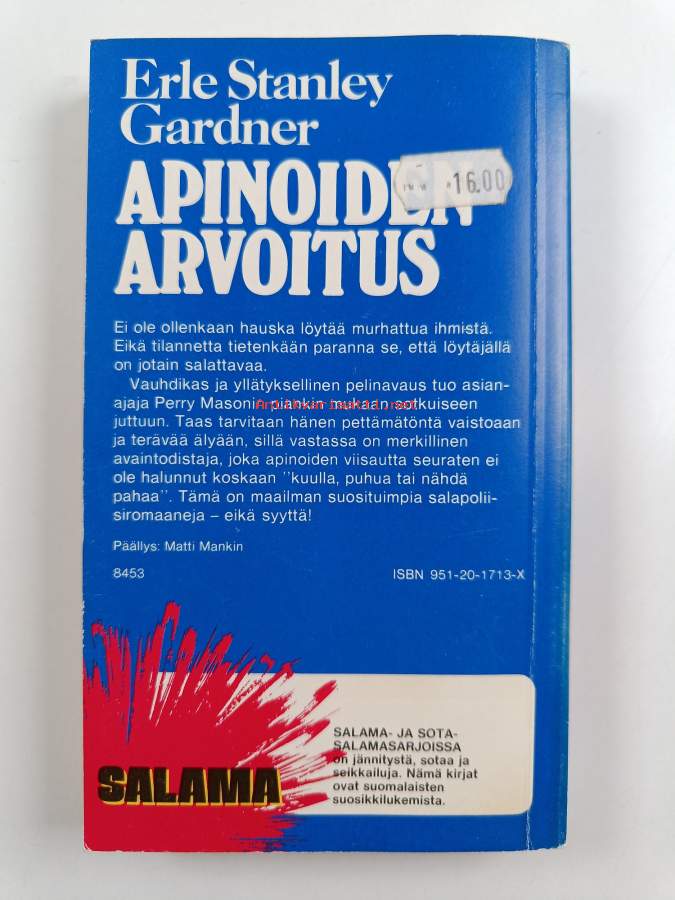 Erle Stanley
Gardner
APINOIDEN
16.00
ARVOITUS
Ei ole ollenkaan hauska löytää murhattua ihmistä.
Eikä tilannetta tietenkään paranna se, että löytäjällä
on jotain salattavaa.
Vauhdikas ja yllätyksellinen pelinavaus tuo asian-
ajaja Perry Masonin mukaan sotkuiseen
Antikvariaatti.net
juttuun. Taas tarvitaan hänen pettämätöntä vaistoaan
ja terävää älyään, sillä vastassa on merkillinen
avaintodistaja, joka apinoiden viisautta seuraten ei
ole halunnut koskaan "kuulla, puhua tai nähdä
pahaa". Tämä on maailman suosituimpia salapolii-
siromaaneja – eikä syyttä!
Päällys: Matti Mankin
8453 ISBN 951-20-1713-X
SALAMA- JA SOTA-
SALAMASARJOISSA
on jännitystä, sotaa ja
seikkailuja. Nämä kirjat
ovat suomalaisten
suosikkilukemista.
SALAMA